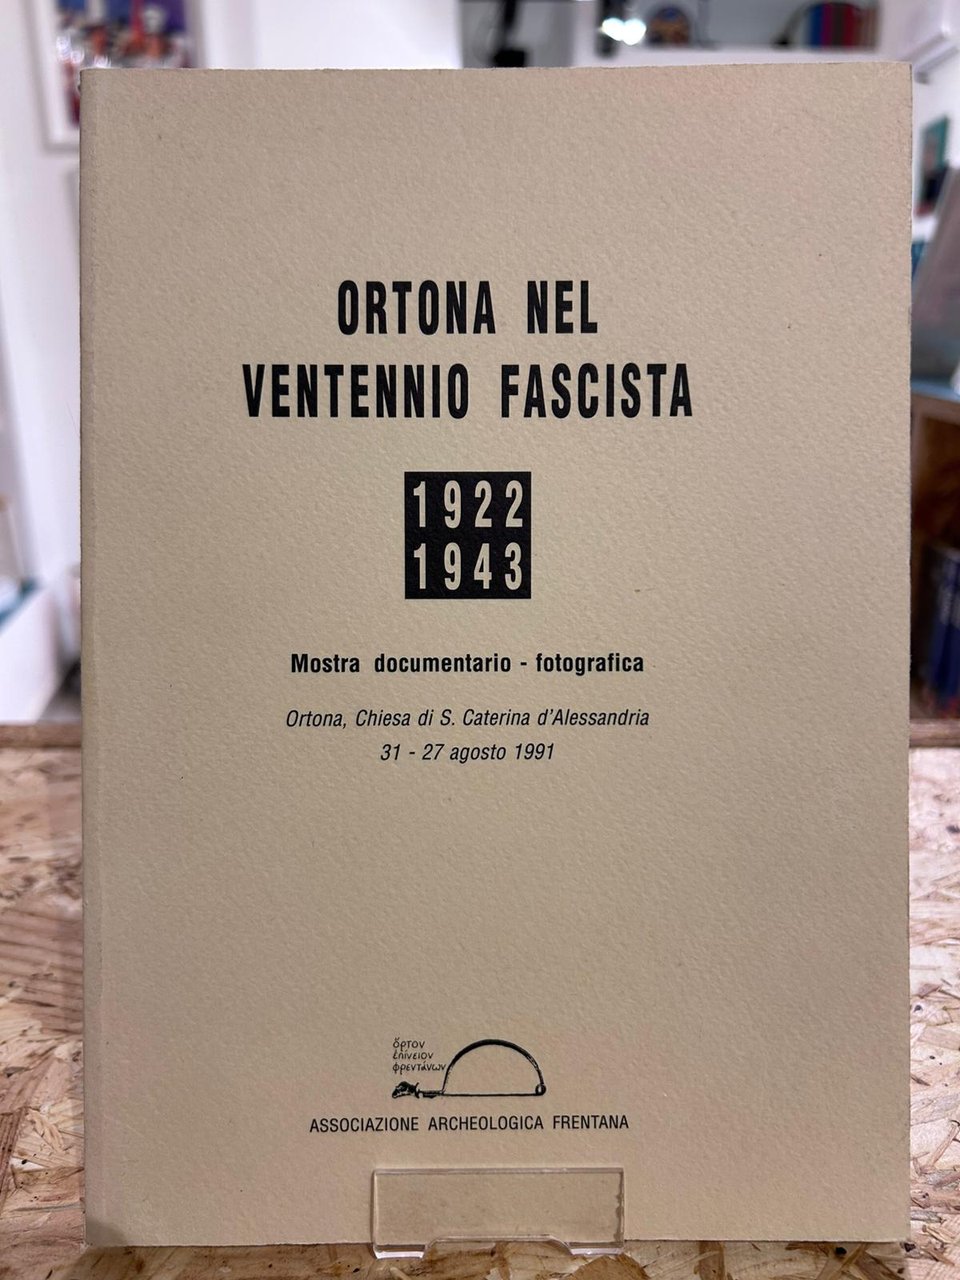 ORTONA NEL
VENTENNIO FASCISTA
1922
1943
Mostra documentario - fotografica
Ortona, Chiesa di S. Caterina d'Alessandria
31 - 27 agosto 1991
ὄρτον
ἐπίνειον
φρεντάνων
ASSOCIAZIONE ARCHEOLOGICA FRENTANA